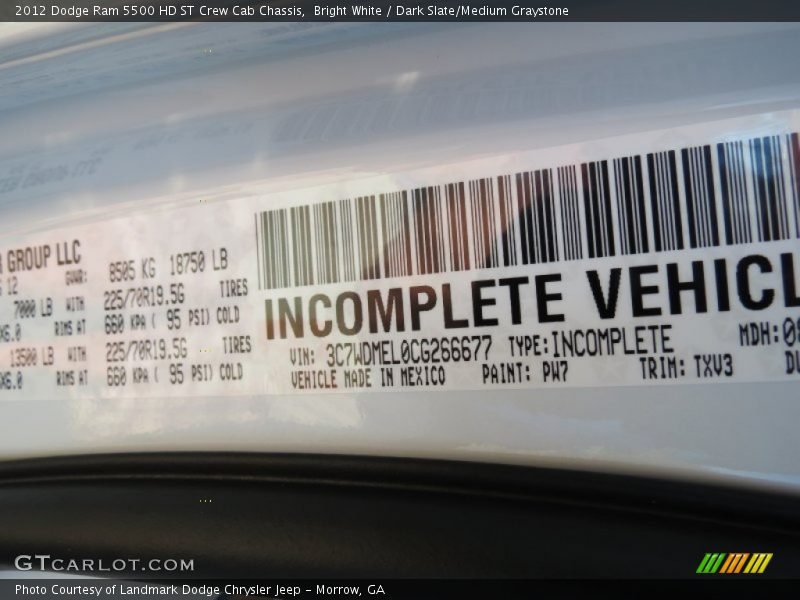 2012 Dodge Ram 5500 HD ST Crew Cab Chassis,  Bright White / Dark Slate/Medium Graystone
GROUP LLC
12 GVWR: 8505 KG 18750 LB
7000 LB WITH 225/70R19.5G TIRES
RIMS AT 660 KPA ( 95 PSI) COLD
13500 LB WITH 225/70R19.5G TIRES
RIMS AT 660 KPA ( 95 PSI) COLD
INCOMPLETE VEHICL
VIN: 3C7WDMEL0CG266677 TYPE:INCOMPLETE MDH:
VEHICLE MADE IN MEXICO PAINT: PW7 TRIM: TXV3
GTCARLOT.COM
Photo Courtesy of Landmark Dodge Chrysler Jeep - Morrow, GA